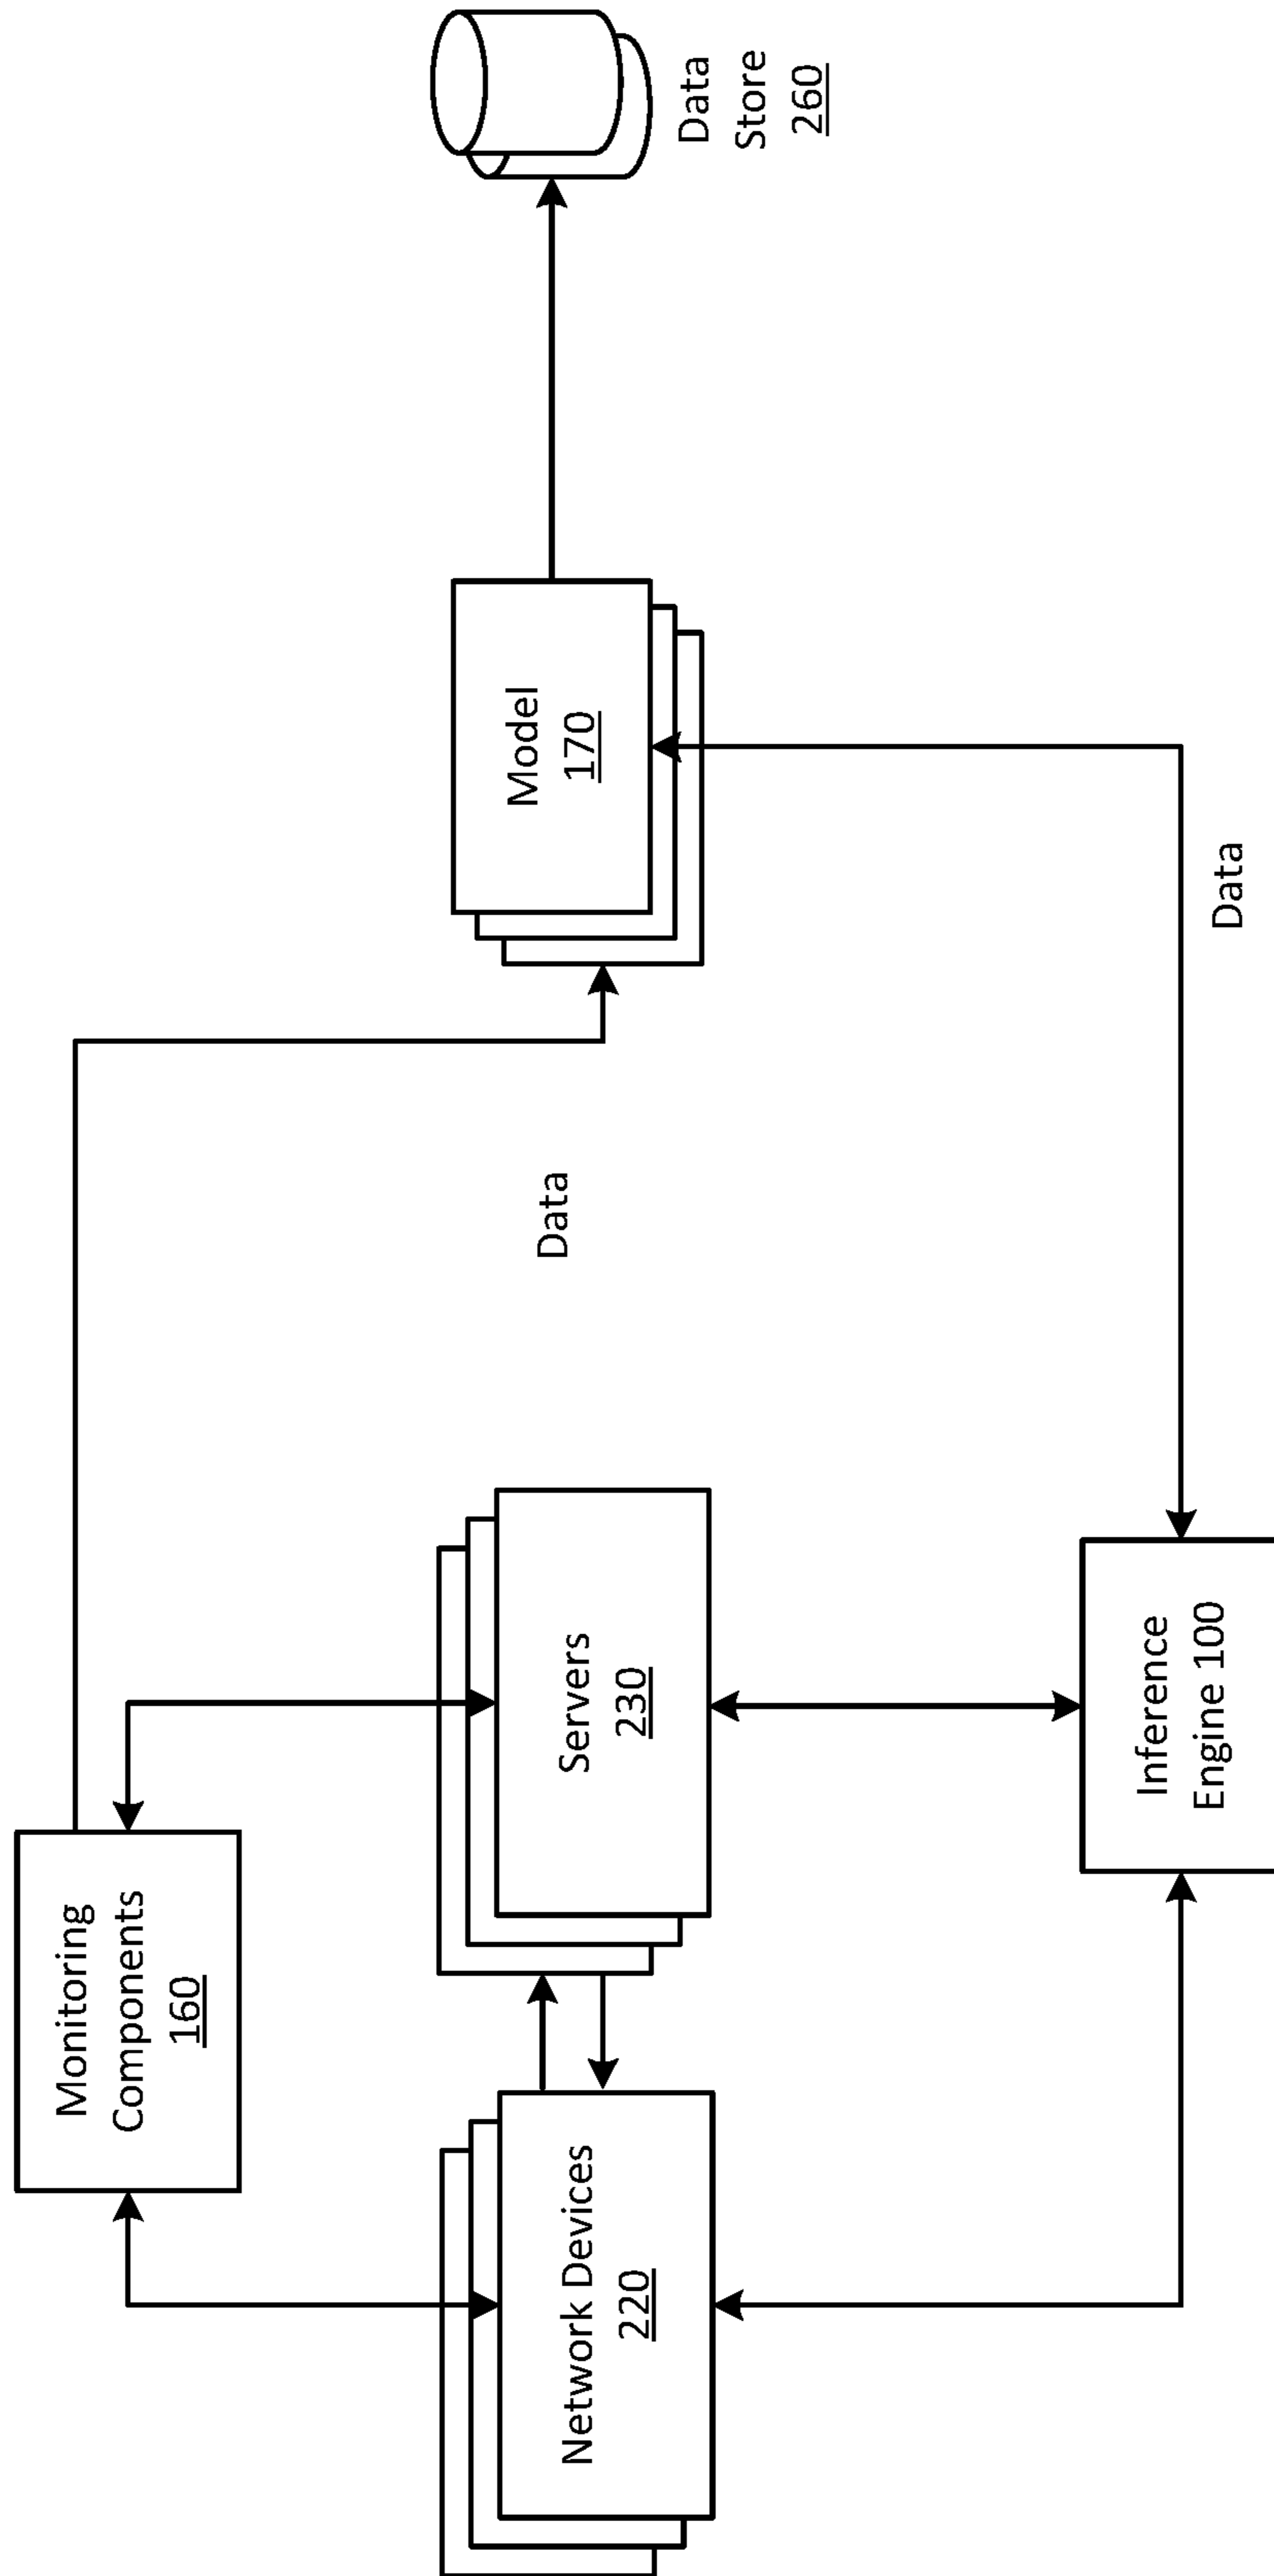 Monitoring
Components
160
Network Devices
220
Servers
230
Data
Model
170
Data
Store
260
Inference
Engine 100
Data